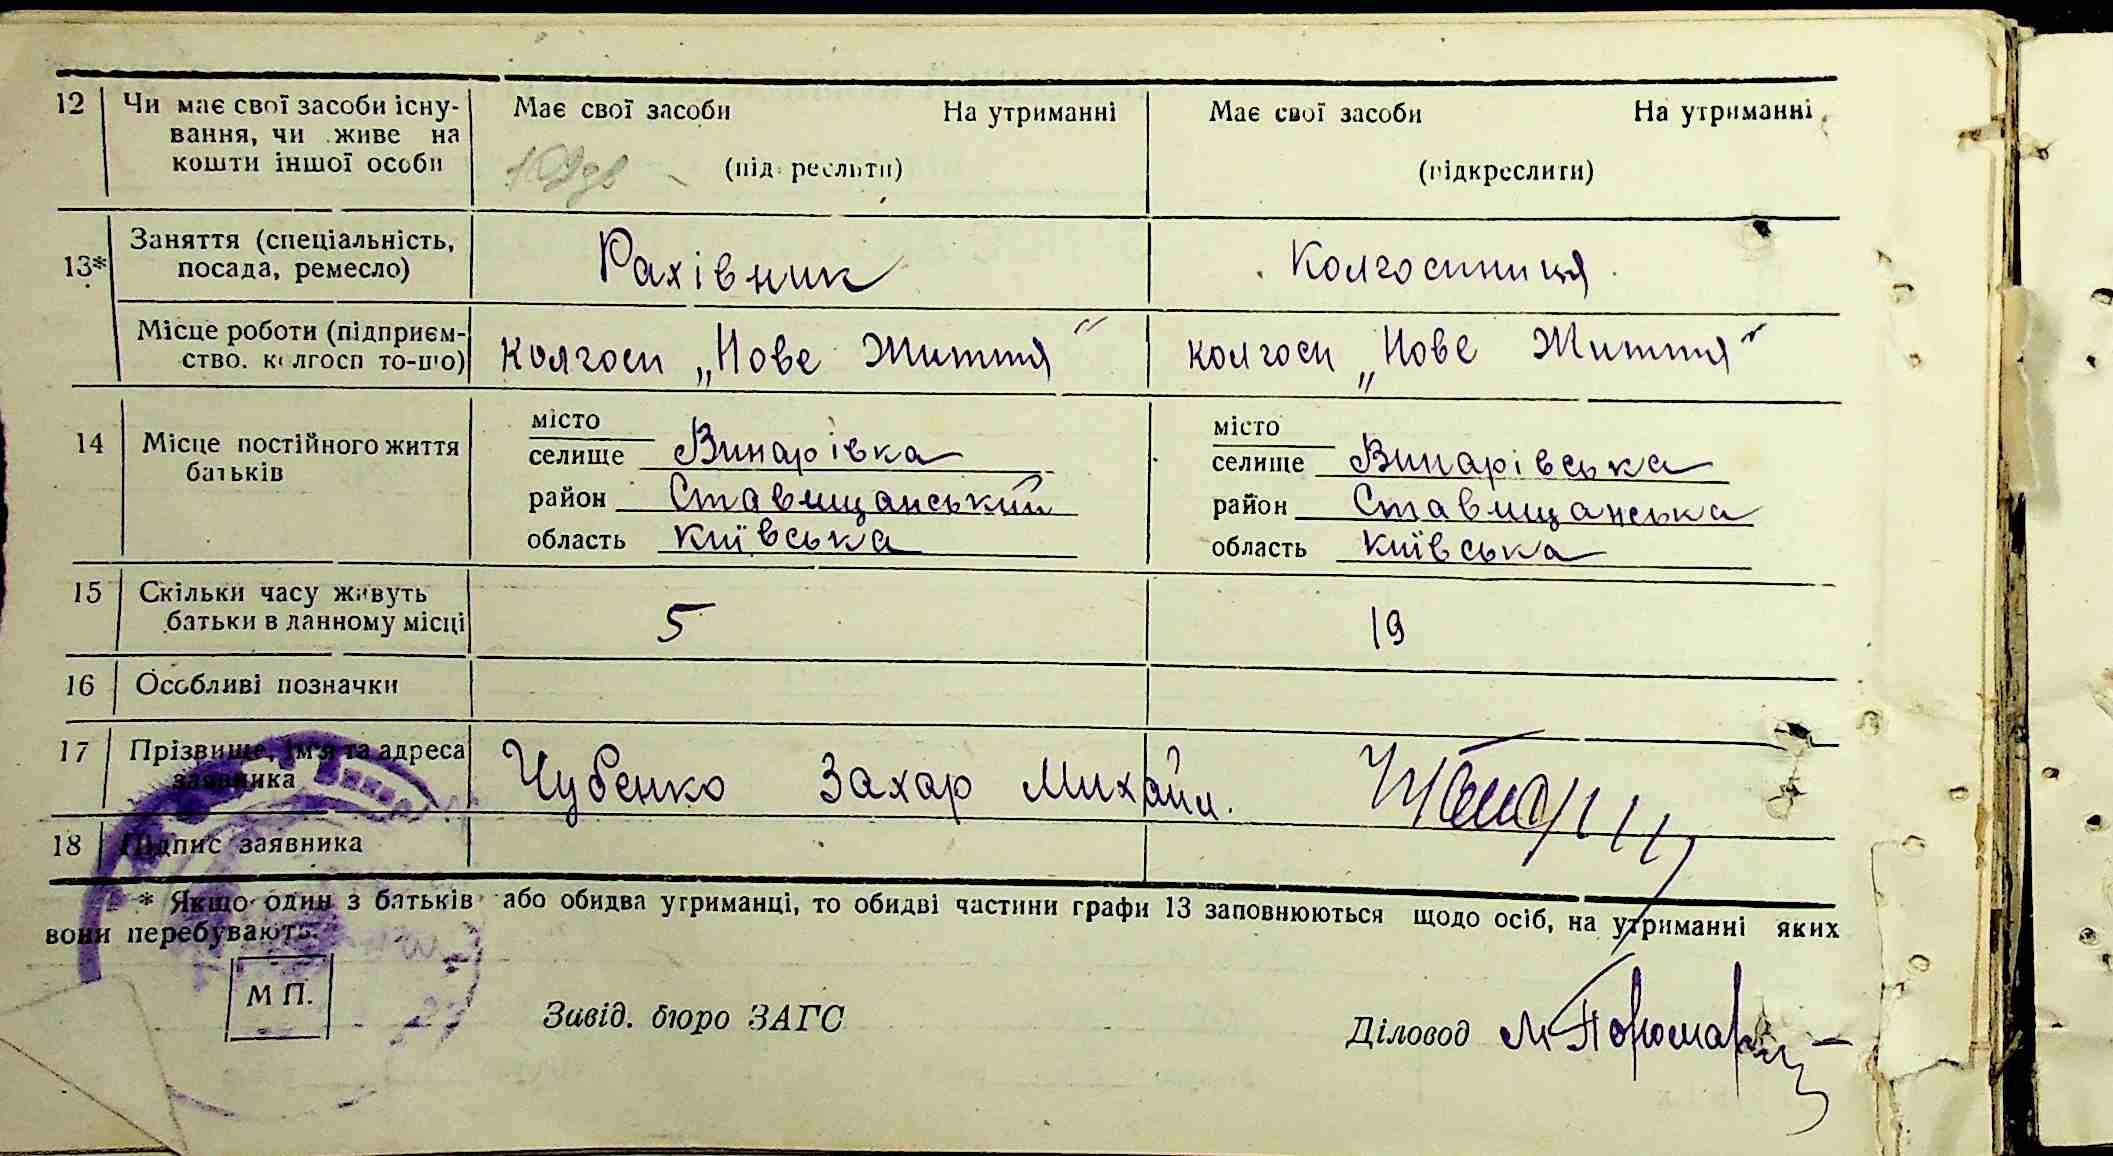 12 Чи має свої засоби існу- Має свої засоби На утриманні Має свої засоби На утриманні
вання, чи живе на
кошти іншої особи (підкреслити) (підкреслити)
13* Заняття (спеціальність, Рахівник Колгоспниця
посада, ремесло)
Місце роботи (підприєм- колгосп „Нове Життя" колгосп „Нове Життя"
ство, колгосп то-що)
14 Місце постійного життя місто місто
батьків селище Винарівка селище Винарівська
район Ставищанський район Ставищанська
область Київська область Київська
15 Скільки часу живуть 5 19
батьки в данному місці
16 Особливі позначки
17 Прізвище, ім'я та адреса Чубенко Захар Михайл.
заявника
18 Підпис заявника
* Якщо один з батьків або обидва утриманці, то обидві частини графи 13 заповнюються щодо осіб, на утриманні яких
вони перебувають.
М П.
Завід. бюро ЗАГС Діловод